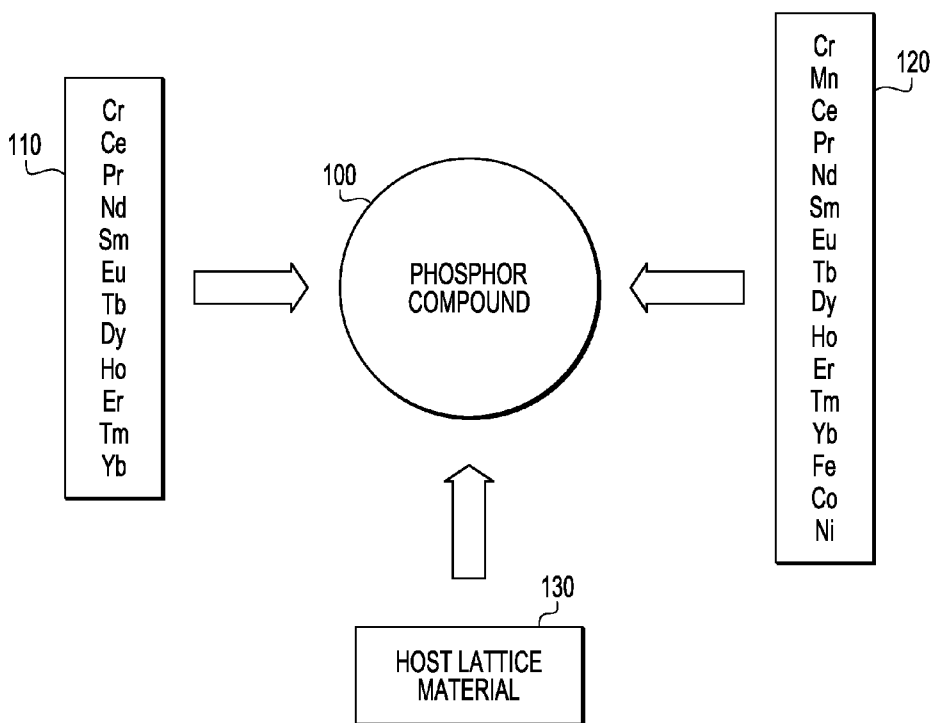 110
Cr
Ce
Pr
Nd
Sm
Eu
Tb
Dy
Ho
Er
Tm
Yb
100
PHOSPHOR
COMPOUND
120
Cr
Mn
Ce
Pr
Nd
Sm
Eu
Tb
Dy
Ho
Er
Tm
Yb
Fe
Co
Ni
130
HOST LATTICE
MATERIAL